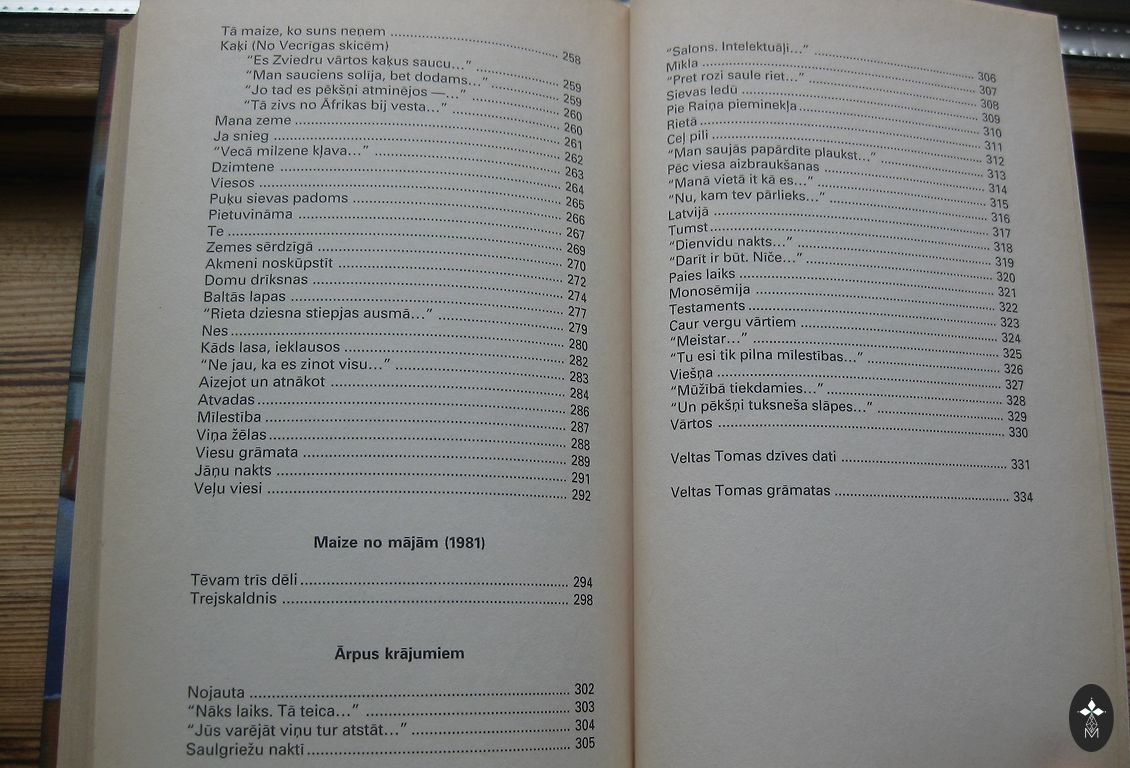 Tā maize, ko suns neņem ... 258
Kaķi (No Vecrīgas skicēm)
“Es Zviedru vārtos kaķus saucu...” ... 259
“Man sauciens solīja, bet dodams...” ... 259
“Jo tad es pēkšņi atminējos —...” ... 260
“Tā zivs no Āfrikas bij vesta...” ... 260
Mana zeme ... 261
Ja snieg ... 262
“Vecā milzene kļava...” ... 263
Dzimtene ... 264
Viesos ... 265
Puķu sievas padoms ... 266
Pietuvināma ... 267
Te ... 269
Zemes sērdzīgā ... 270
Akmeni noskūpstīt ... 272
Domu drīksnas ... 274
Baltās lapas ... 277
“Rieta dziesna stiepjas ausmā...” ... 279
Nes ... 280
Kāds lasa, ieklausos ... 282
“Ne jau, ka es zinot visu...” ... 283
Aizejot un atnākot ... 284
Atvadas ... 286
Mīlestība ... 287
Viņa žēlas ... 288
Viesu grāmata ... 289
Jāņu nakts ... 291
Veļu viesi ... 292
Maize no mājām (1981)
Tēvam trīs dēli ... 294
Trejskaldnis ... 298
Ārpus krājumiem
Nojauta ... 302
“Nāks laiks. Tā teica...” ... 303
“Jūs varējāt viņu tur atstāt...” ... 304
Saulgriežu naktī ... 305
“Salons. Intelektuāļi...” ... 306
Mikla ... 307
“Pret rozi saule riet...” ... 308
Sievas ledū ... 309
Pie Raiņa pieminekļa ... 310
Rietā ... 311
Ceļ pili ... 312
“Man saujās papārdīte plaukst...” ... 313
Pēc viesa aizbraukšanas ... 314
“Manā vietā it kā es...” ... 315
“Nu, kam tev pārlieks...” ... 316
Latvijā ... 317
Tumst ... 318
“Dienvidu nakts...” ... 319
“Darīt ir būt. Nīče...” ... 320
Paies laiks ... 321
Monosēmija ... 322
Testaments ... 323
Caur vergu vārtiem ... 324
“Meistar...” ... 325
“Tu esi tik pilna mīlestības...” ... 326
Viešņa ... 327
“Mūžībā tiekdamies...” ... 328
“Un pēkšņi tuksneša slāpes...” ... 329
Vārtos ... 330
Veltas Tomas dzīves dati ... 331
Veltas Tomas grāmatas ... 334
M